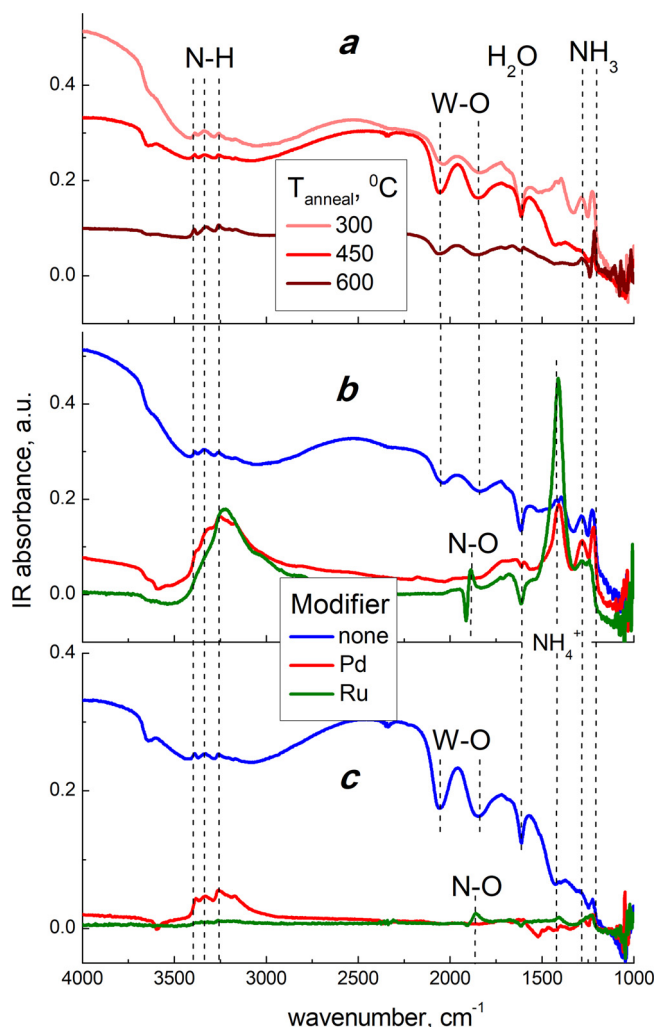 a
N-H
H₂O
NH₃
W-O
0.4
0.2
0.0
T_anneal, ⁰C
300
450
600
b
0.4
0.2
0.0
N-O
IR absorbance, a.u.
Modifier
none
Pd
Ru
NH₄⁺
c
0.4
0.2
0.0
W-O
N-O
4000 3500 3000 2500 2000 1500 1000
wavenumber, cm⁻¹